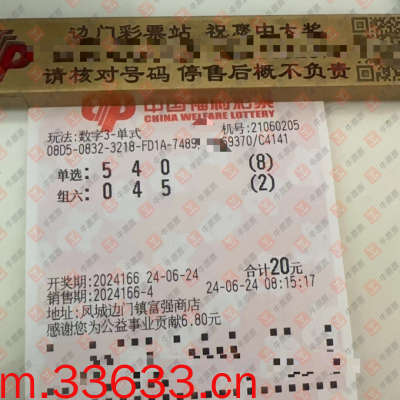 边门彩票站 祝您中大奖
请核对号码 停售后概不负责
中国福利彩票
CHINA WELFARE LOTTERY
玩法:数字3-单式 机号:21060205
08D5-0832-3218-FD1A-7489 69370/C4141
单选: 5 4 0 (8)
组六: 0 4 5 (2)
开奖期:2024166 24-06-24 合计20元
销售期:2024166-4 24-06-24 08:15:17
地址:凤城边门镇富强商店
感谢您为公益事业贡献6.80元
m.33633.cn